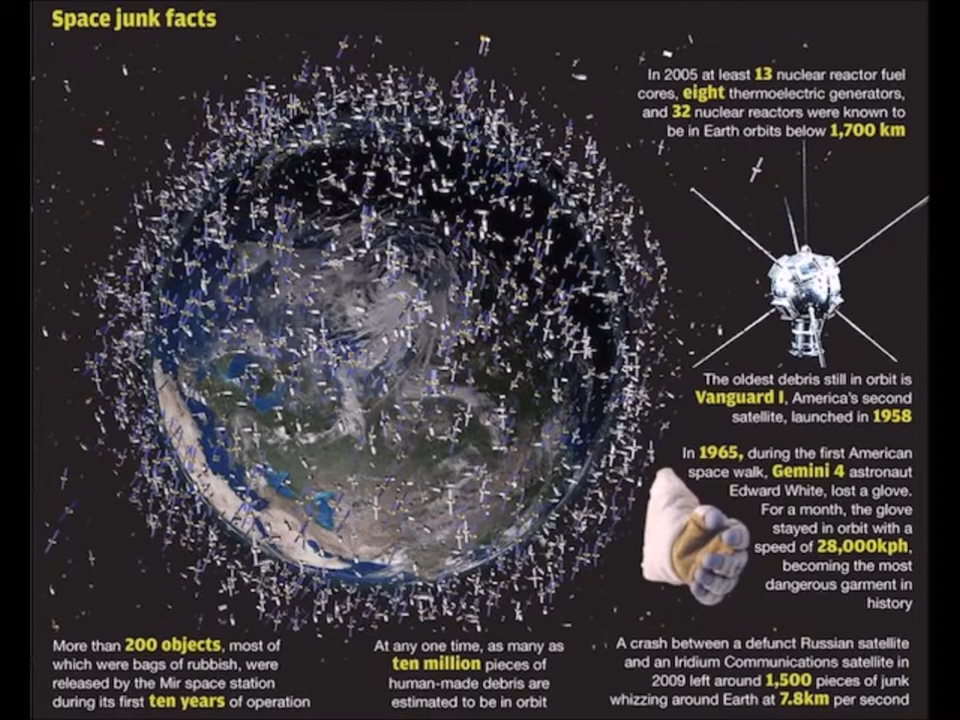 Space junk facts
In 2005 at least 13 nuclear reactor fuel
cores, eight thermoelectric generators,
and 32 nuclear reactors were known to
be in Earth orbits below 1,700 km
The oldest debris still in orbit is
Vanguard I, America's second
satellite, launched in 1958
In 1965, during the first American
space walk, Gemini 4 astronaut
Edward White, lost a glove.
For a month, the glove
stayed in orbit with a
speed of 28,000kph,
becoming the most
dangerous garment in
history
More than 200 objects, most of
which were bags of rubbish, were
released by the Mir space station
during its first ten years of operation
At any one time, as many as
ten million pieces of
human-made debris are
estimated to be in orbit
A crash between a defunct Russian satellite
and an Iridium Communications satellite in
2009 left around 1,500 pieces of junk
whizzing around Earth at 7.8km per second